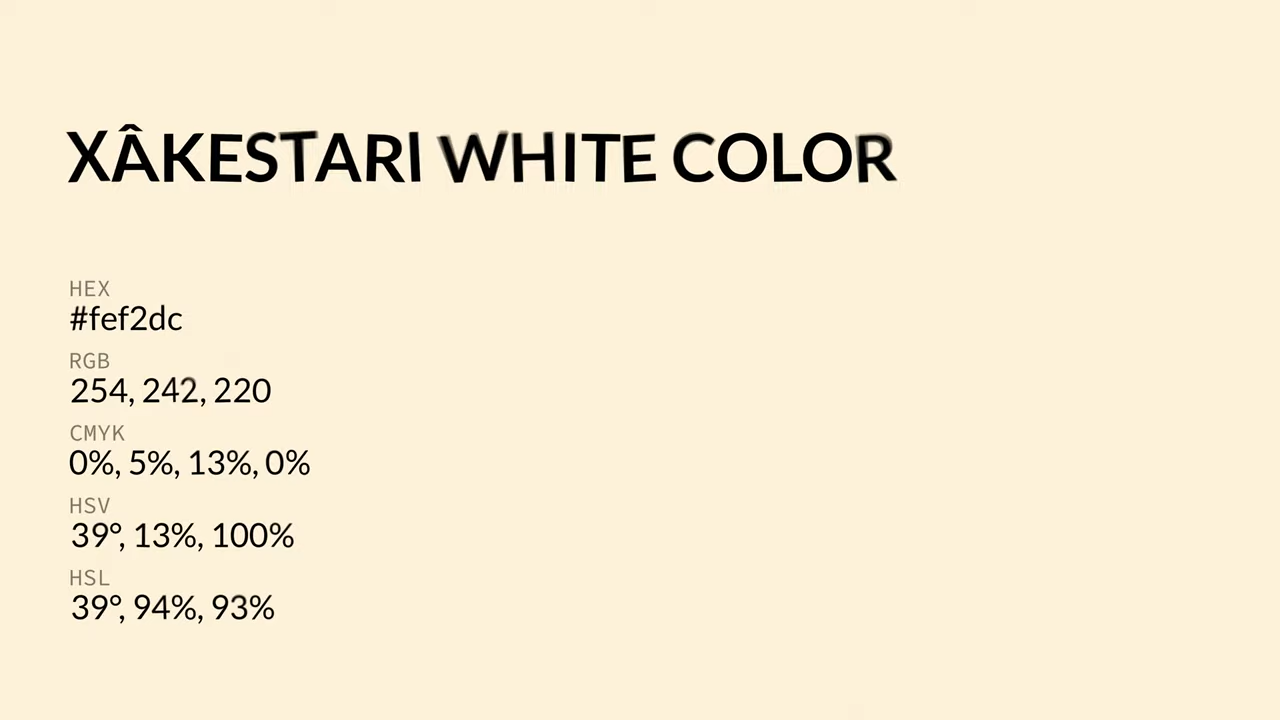 XÂKESTARI WHITE COLOR
HEX
#fef2dc
RGB
254, 242, 220
CMYK
0%, 5%, 13%, 0%
HSV
39°, 13%, 100%
HSL
39°, 94%, 93%